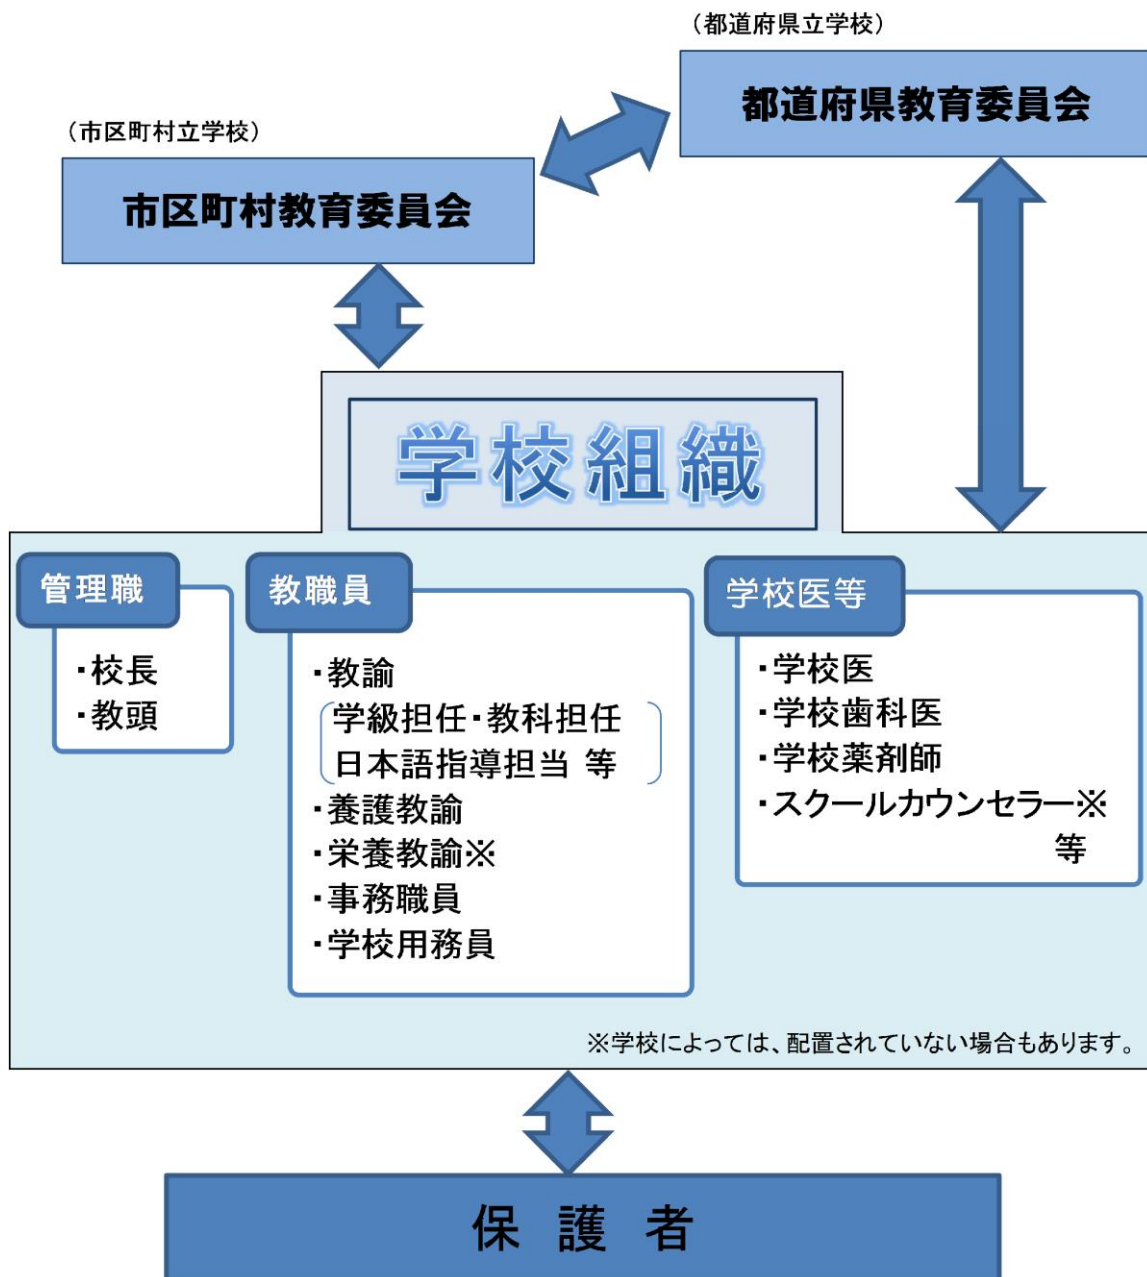 (都道府県立学校)
都道府県教育委員会
(市区町村立学校)
市区町村教育委員会
学校組織
管理職
・校長
・教頭
教職員
・教諭
学級担任・教科担任
日本語指導担当 等
・養護教諭
・栄養教諭※
・事務職員
・学校用務員
学校医等
・学校医
・学校歯科医
・学校薬剤師
・スクールカウンセラー※
等
※学校によっては、配置されていない場合もあります。
保 護 者